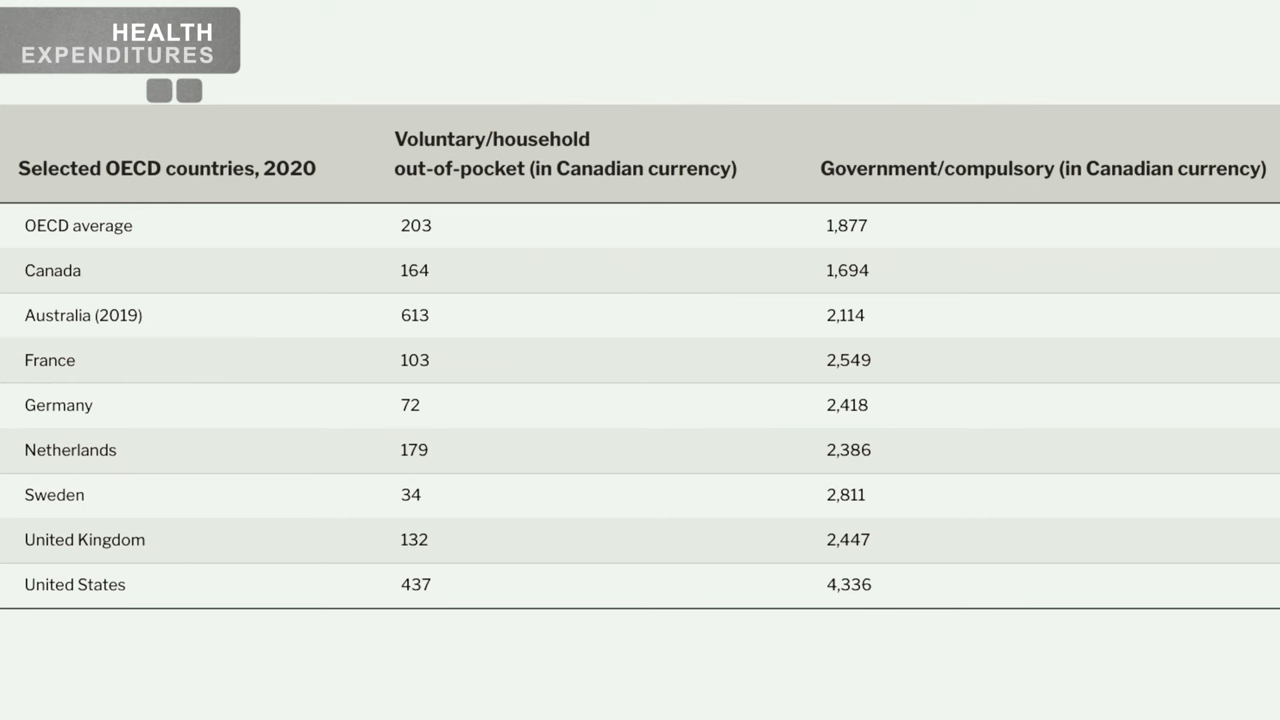 HEALTH
EXPENDITURES
Voluntary/household
Selected OECD countries, 2020 out-of-pocket (in Canadian currency) Government/compulsory (in Canadian currency)
OECD average 203 1,877
Canada 164 1,694
Australia (2019) 613 2,114
France 103 2,549
Germany 72 2,418
Netherlands 179 2,386
Sweden 34 2,811
United Kingdom 132 2,447
United States 437 4,336